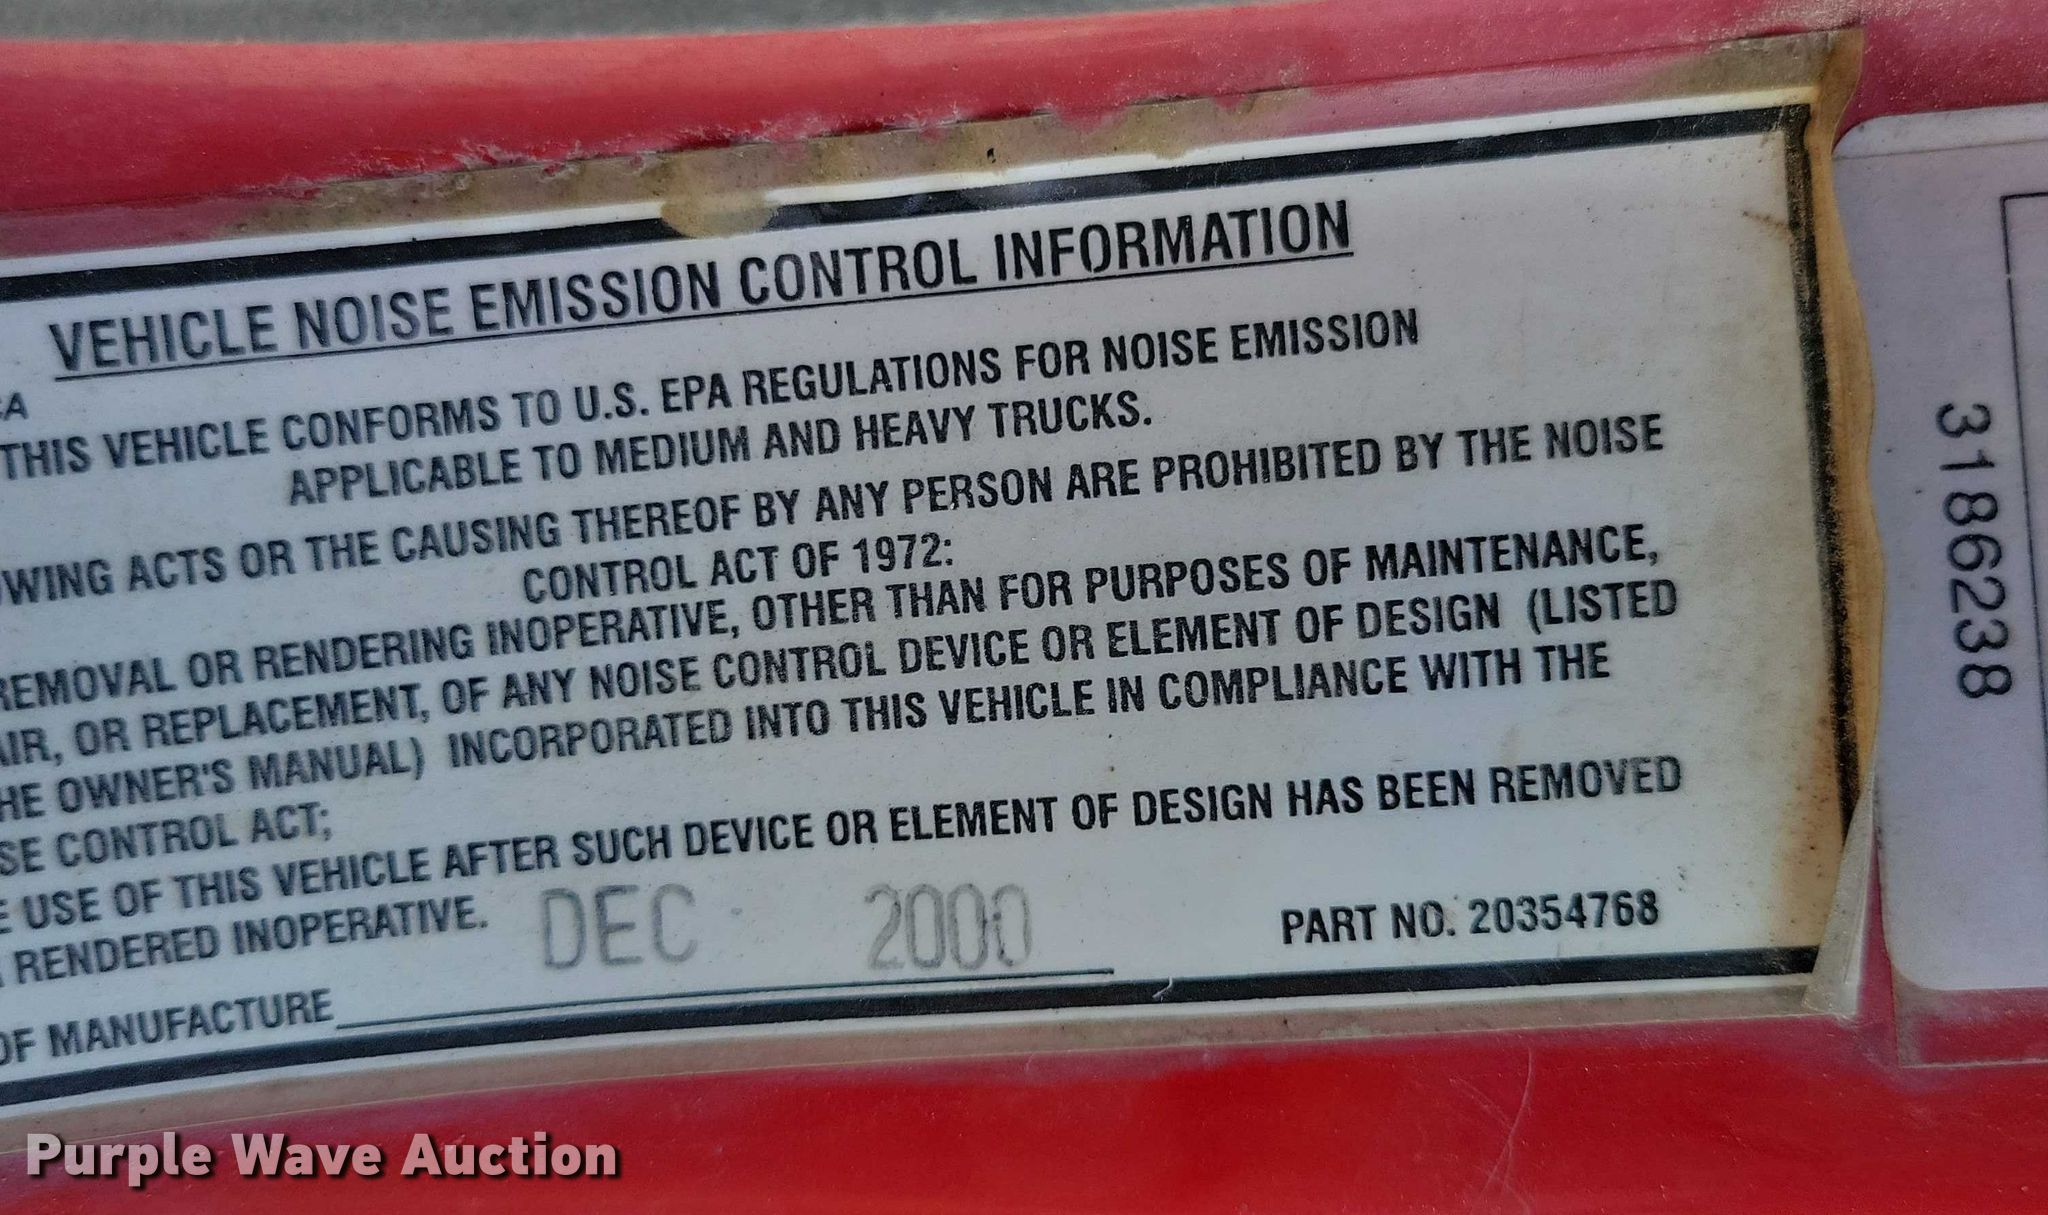 VEHICLE NOISE EMISSION CONTROL INFORMATION
THIS VEHICLE CONFORMS TO U.S. EPA REGULATIONS FOR NOISE EMISSION
APPLICABLE TO MEDIUM AND HEAVY TRUCKS.
WING ACTS OR THE CAUSING THEREOF BY ANY PERSON ARE PROHIBITED BY THE NOISE
CONTROL ACT OF 1972:
REMOVAL OR RENDERING INOPERATIVE, OTHER THAN FOR PURPOSES OF MAINTENANCE,
AIR, OR REPLACEMENT, OF ANY NOISE CONTROL DEVICE OR ELEMENT OF DESIGN (LISTED
HE OWNER'S MANUAL) INCORPORATED INTO THIS VEHICLE IN COMPLIANCE WITH THE
SE CONTROL ACT;
E USE OF THIS VEHICLE AFTER SUCH DEVICE OR ELEMENT OF DESIGN HAS BEEN REMOVED
RENDERED INOPERATIVE.
DEC 2000
OF MANUFACTURE
PART NO. 20354768
3186238
Purple Wave Auction